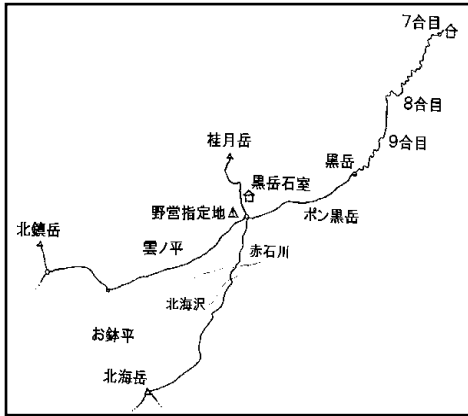 7合目
8合目
9合目
桂月岳
黒岳
黒岳石室
野営指定地
ポン黒岳
北鎮岳
雲ノ平
赤石川
北海沢
お鉢平
北海岳